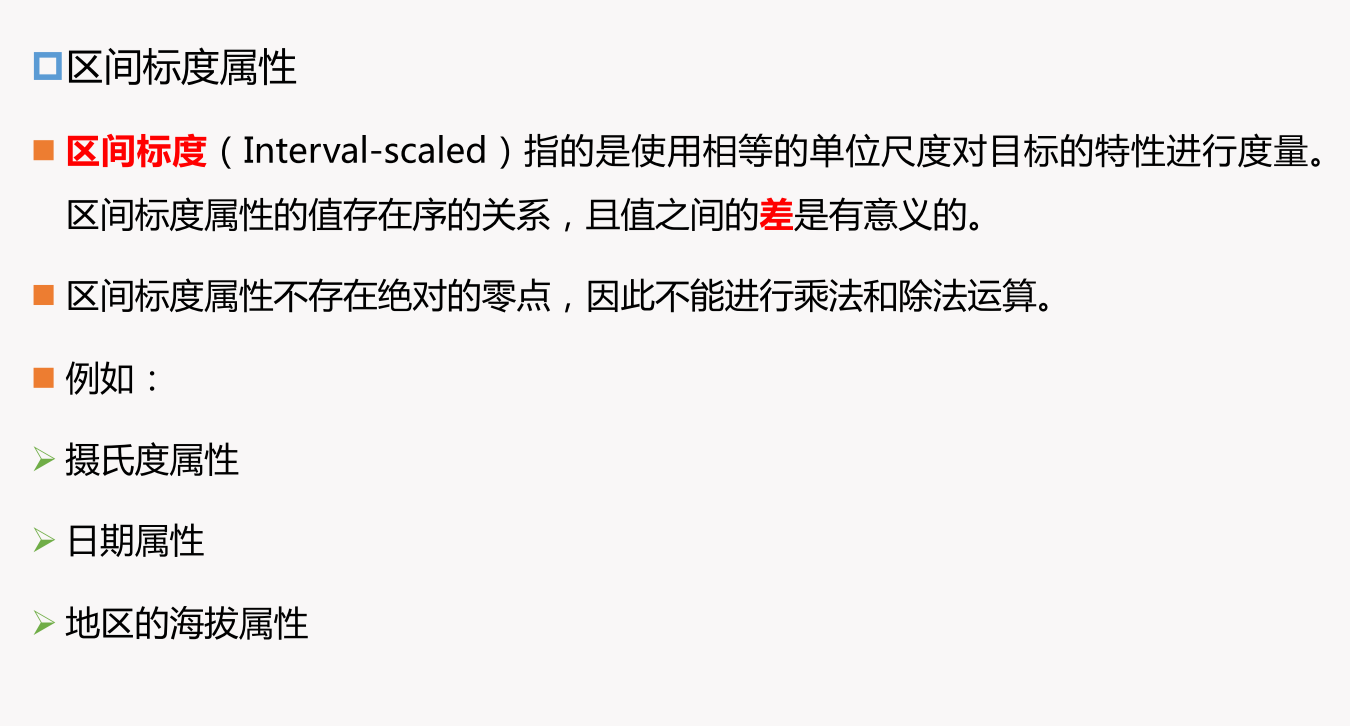 区间标度属性
区间标度（Interval-scaled）指的是使用相等的单位尺度对目标的特性进行度量。
区间标度属性的值存在序的关系，且值之间的差是有意义的。
区间标度属性不存在绝对的零点，因此不能进行乘法和除法运算。
例如：
摄氏度属性
日期属性
地区的海拔属性